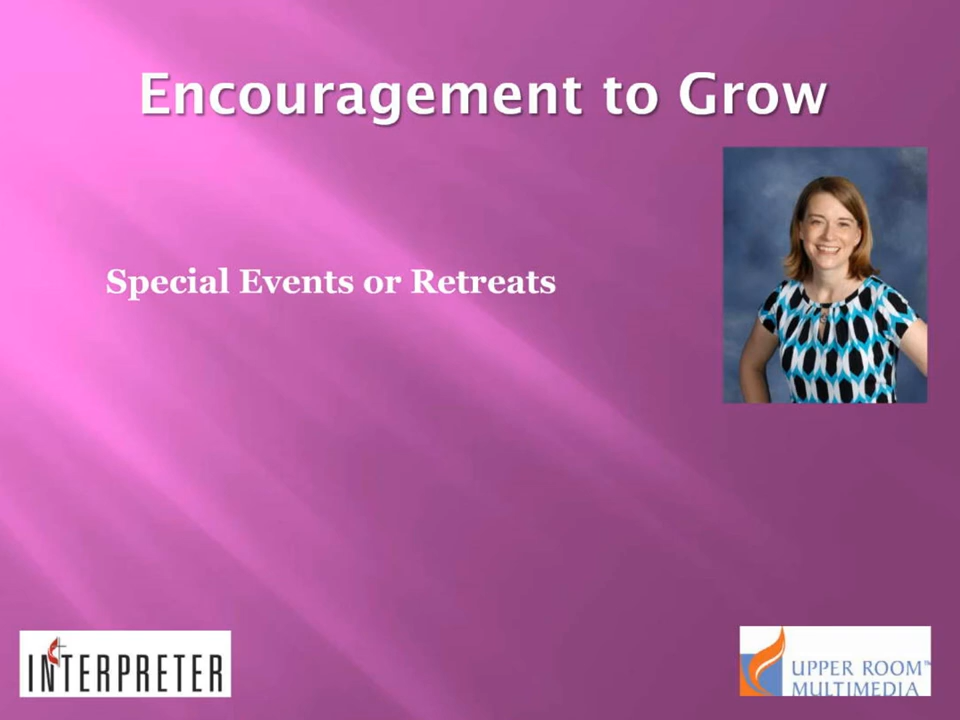 Encouragement to Grow
Special Events or Retreats
INTERPRETER
UPPER ROOM™
MULTIMEDIA